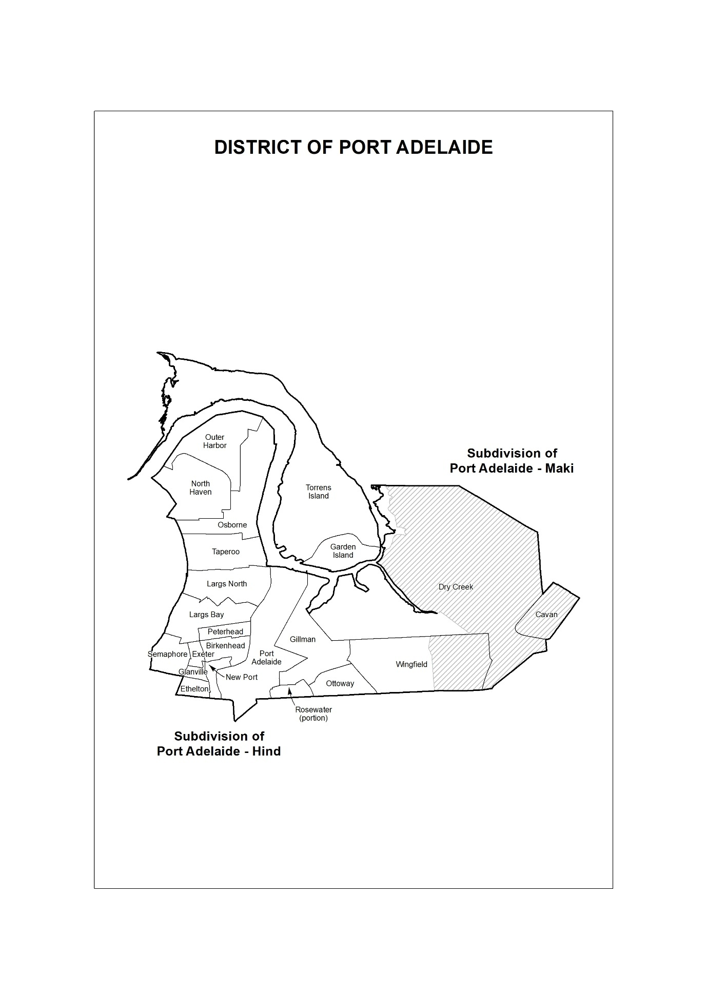 DISTRICT OF PORT ADELAIDE
Outer
Harbor
Subdivision of
Port Adelaide - Maki
North
Haven
Torrens
Island
Osborne
Garden
Island
Taperoo
Largs North
Dry Creek
Largs Bay
Cavan
Peterhead
Gillman
Birkenhead
Semaphore
Exeter
Port
Adelaide
Wingfield
Glanville
New Port
Ottoway
Ethelton
Rosewater
(portion)
Subdivision of
Port Adelaide - Hind